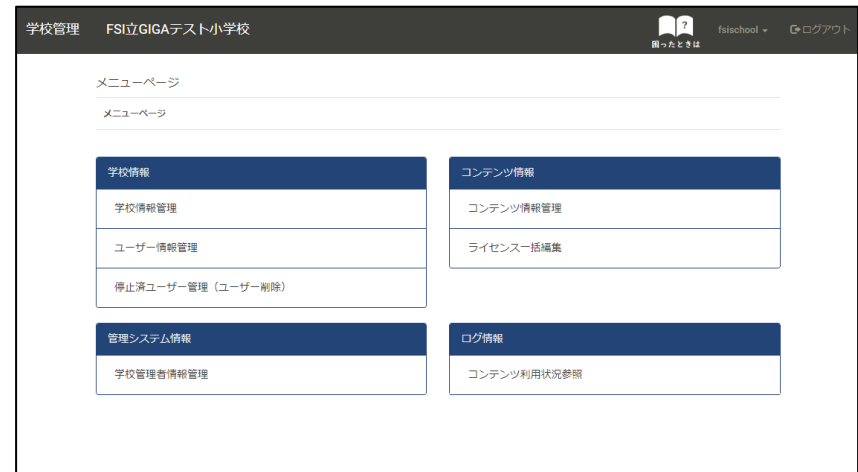 学校管理 FSI立GIGAテスト小学校
?
困ったときは
fsischool
ログアウト
メニューページ
メニューページ
学校情報
学校情報管理
ユーザー情報管理
停止済ユーザー管理（ユーザー削除）
コンテンツ情報
コンテンツ情報管理
ライセンス一括編集
管理システム情報
学校管理者情報管理
ログ情報
コンテンツ利用状況参照